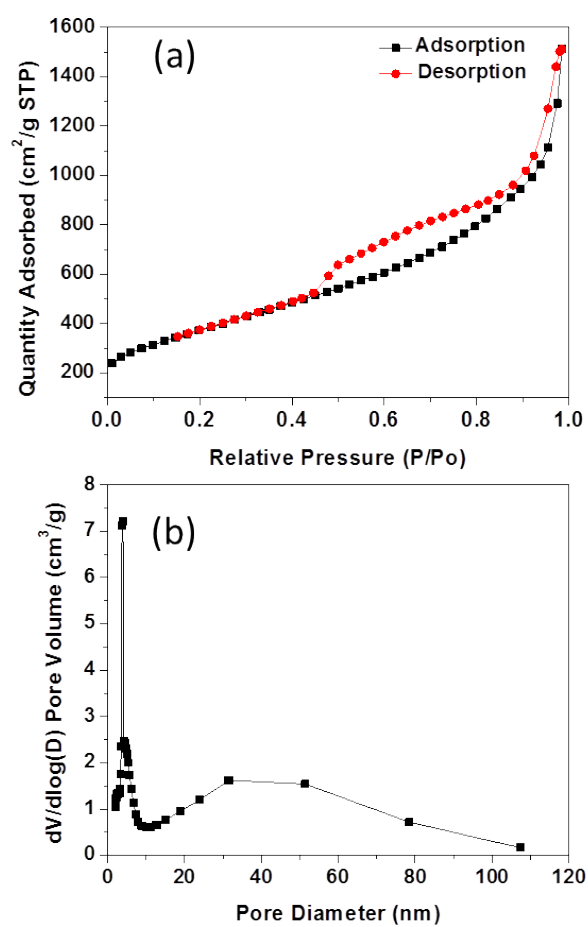 1600
(a)
Adsorption
Desorption
1400
1200
1000
800
600
400
200
0.0 0.2 0.4 0.6 0.8 1.0
Quantity Adsorbed (cm²/g STP)
Relative Pressure (P/Po)
8
(b)
7
6
5
4
3
2
1
0
0 20 40 60 80 100 120
dV/dlog(D) Pore Volume (cm³/g)
Pore Diameter (nm)